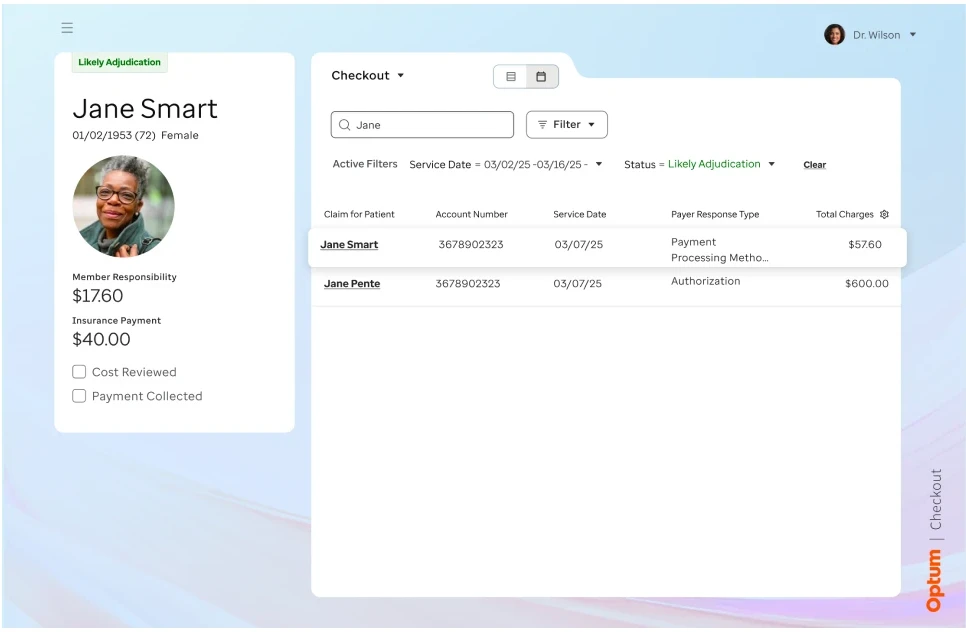 Dr. Wilson
Likely Adjudication
Jane Smart
01/02/1953 (72) Female
Member Responsibility
$17.60
Insurance Payment
$40.00
Cost Reviewed
Payment Collected
Checkout
Jane
Filter
Active Filters Service Date = 03/02/25 -03/16/25 - Status = Likely Adjudication Clear
Claim for Patient Account Number Service Date Payer Response Type Total Charges
Jane Smart 3678902323 03/07/25 Payment $57.60
Processing Metho...
Jane Pente 3678902323 03/07/25 Authorization $600.00
Optum | Checkout